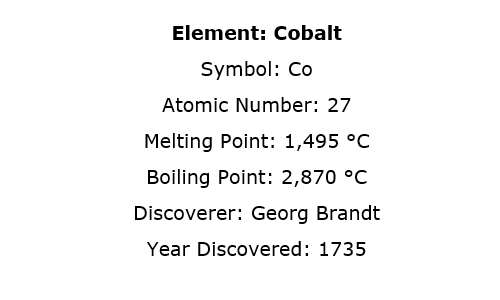 Element: Cobalt
Symbol: Co
Atomic Number: 27
Melting Point: 1,495 °C
Boiling Point: 2,870 °C
Discoverer: Georg Brandt
Year Discovered: 1735